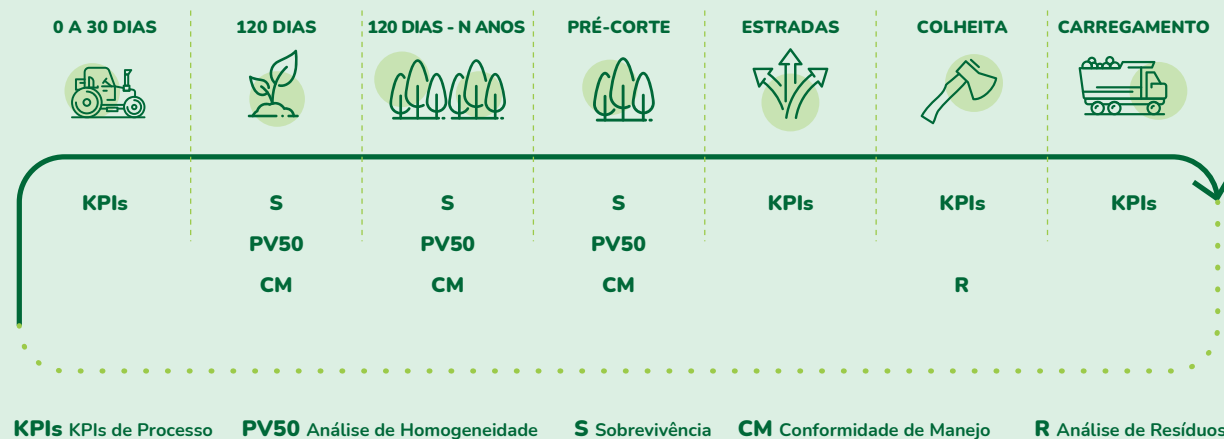 0 A 30 DIAS 120 DIAS 120 DIAS - N ANOS PRÉ-CORTE ESTRADAS COLHEITA CARREGAMENTO
KPIs S S S KPIs KPIs KPIs
PV50 PV50 PV50
CM CM CM R
KPIs KPIs de Processo PV50 Análise de Homogeneidade S Sobrevivência CM Conformidade de Manejo R Análise de Resíduos